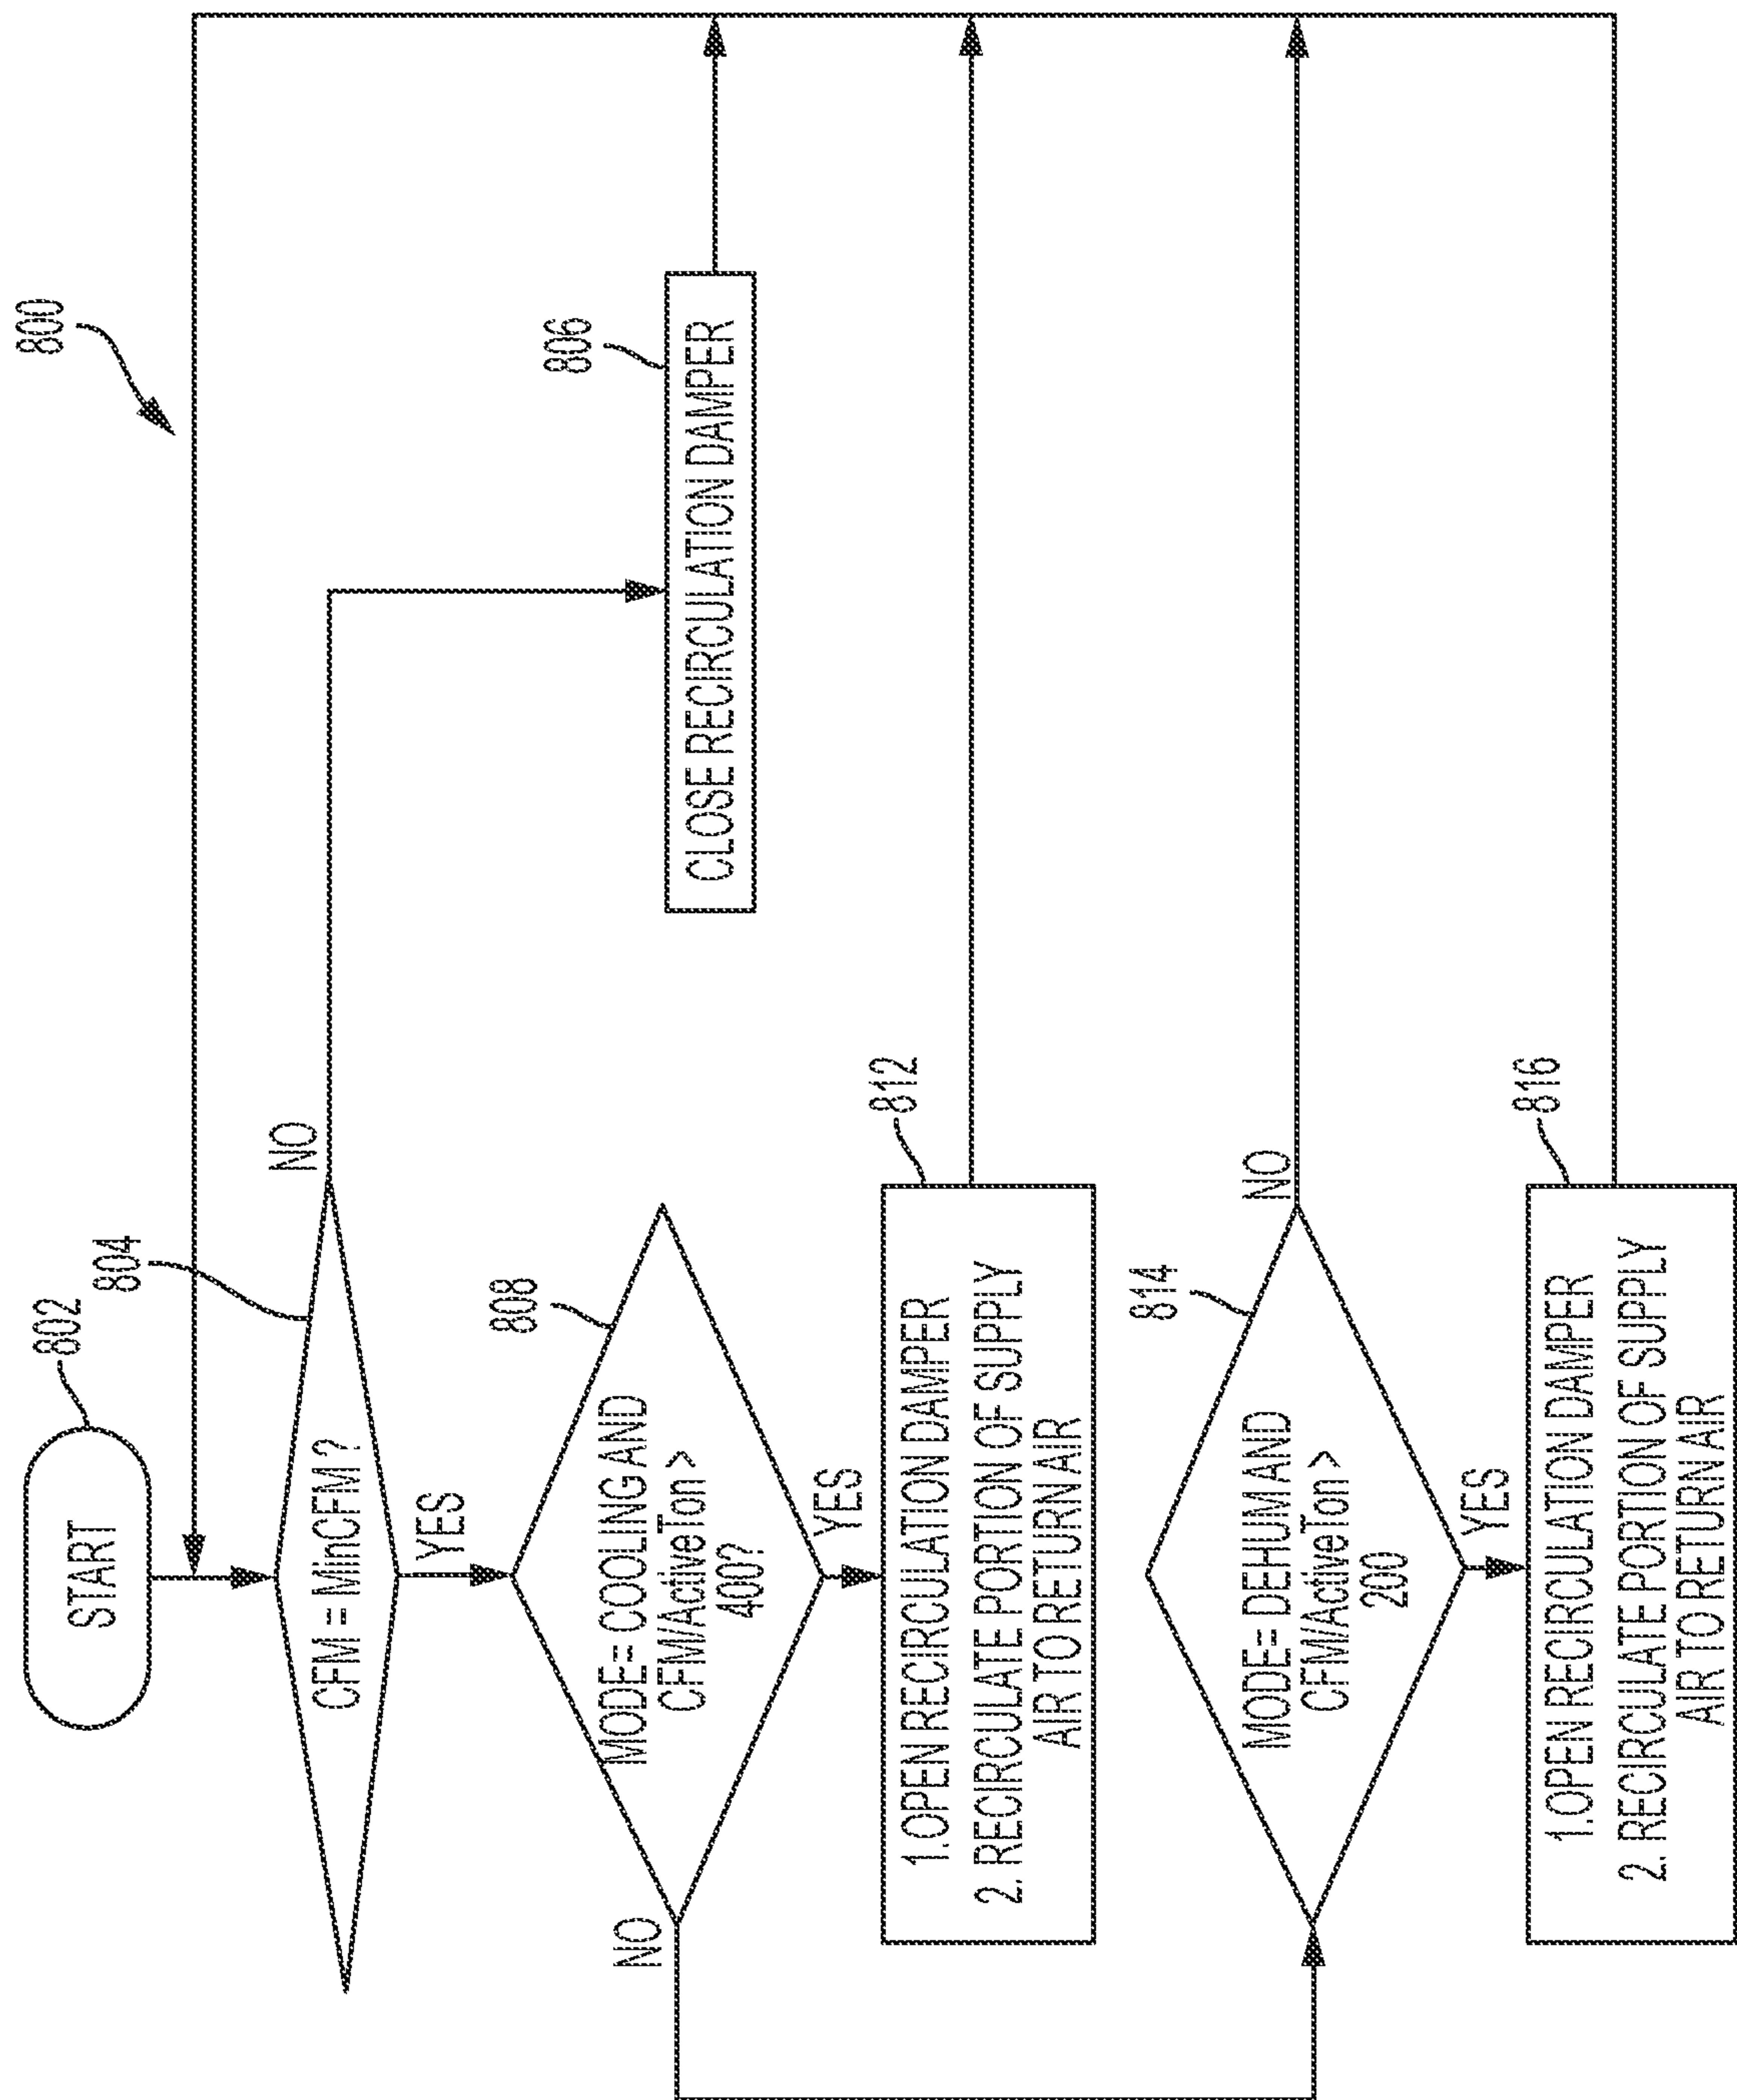 800
802
START
804
CFM = MinCFM ?
NO
YES
806
CLOSE RECIRCULATION DAMPER
808
MODE= COOLING AND
CFM/ActiveTon >
400?
NO
YES
812
1.OPEN RECIRCULATION DAMPER
2. RECIRCULATE PORTION OF SUPPLY
AIR TO RETURN AIR
814
MODE= DEHUM AND
CFM/ActiveTon >
200
NO
YES
816
1.OPEN RECIRCULATION DAMPER
2. RECIRCULATE PORTION OF SUPPLY
AIR TO RETURN AIR